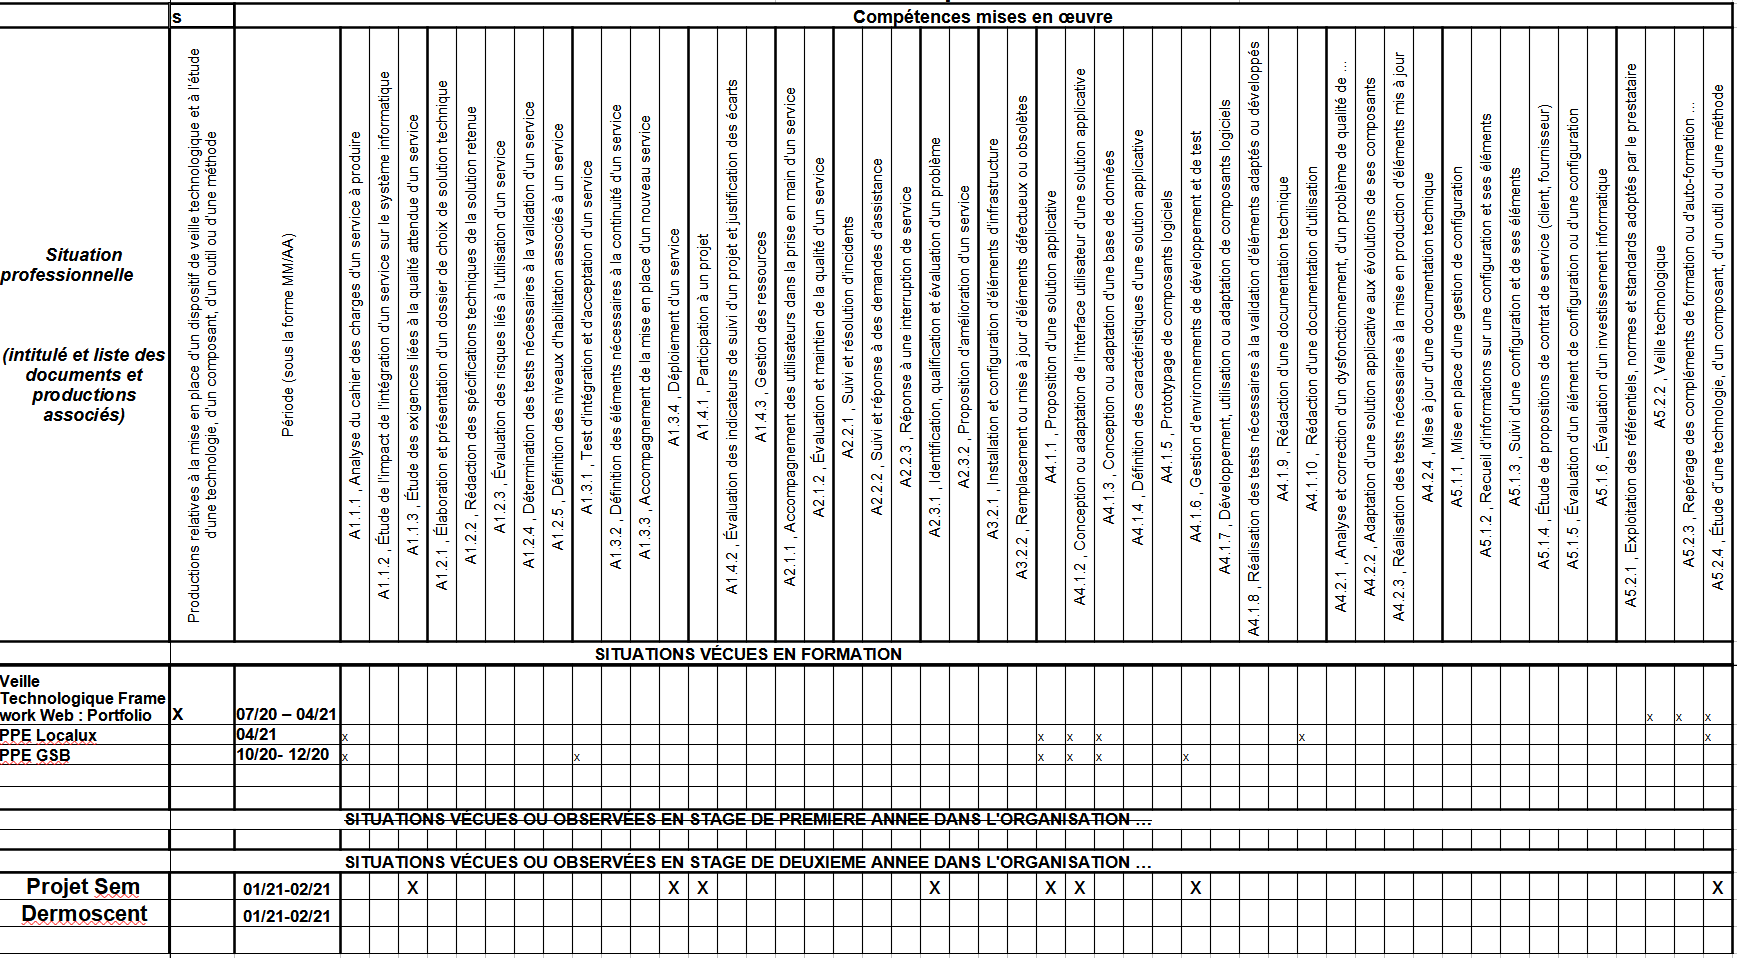 s
Compétences mises en œuvre
Situation
professionnelle
(intitulé et liste des
documents et
productions
associés)
Productions relatives à la mise en place d'un dispositif de veille technologique et à l'étude
d'une technologie, d'un composant, d'un outil ou d'une méthode
Période (sous la forme MM/AA)
A1.1.1 , Analyse du cahier des charges d'un service à produire
A1.1.2 , Étude de l'impact de l'intégration d'un service sur le système informatique
A1.1.3 , Étude des exigences liées à la qualité attendue d'un service
A1.2.1 , Élaboration et présentation d'un dossier de choix de solution technique
A1.2.2 , Rédaction des spécifications techniques de la solution retenue
A1.2.3 , Évaluation des risques liés à l'utilisation d'un service
A1.2.4 , Détermination des tests nécessaires à la validation d'un service
A1.2.5 , Définition des niveaux d'habilitation associés à un service
A1.3.1 , Test d'intégration et d'acceptation d'un service
A1.3.2 , Définition des éléments nécessaires à la continuité d'un service
A1.3.3 , Accompagnement de la mise en place d'un nouveau service
A1.3.4 , Déploiement d'un service
A1.4.1 , Participation à un projet
A1.4.2 , Évaluation des indicateurs de suivi d'un projet et justification des écarts
A1.4.3 , Gestion des ressources
A2.1.1 , Accompagnement des utilisateurs dans la prise en main d'un service
A2.1.2 , Évaluation et maintien de la qualité d'un service
A2.2.1 , Suivi et résolution d'incidents
A2.2.2 , Suivi et réponse à des demandes d'assistance
A2.2.3 , Réponse à une interruption de service
A2.3.1 , Identification, qualification et évaluation d'un problème
A2.3.2 , Proposition d'amélioration d'un service
A3.2.1 , Installation et configuration d'éléments d'infrastructure
A3.2.2 , Remplacement ou mise à jour d'éléments défectueux ou obsolètes
A4.1.1 , Proposition d'une solution applicative
A4.1.2 , Conception ou adaptation de l'interface utilisateur d'une solution applicative
A4.1.3 , Conception ou adaptation d'une base de données
A4.1.4 , Définition des caractéristiques d'une solution applicative
A4.1.5 , Prototypage de composants logiciels
A4.1.6 , Gestion d'environnements de développement et de test
A4.1.7 , Développement, utilisation ou adaptation de composants logiciels
A4.1.8 , Réalisation des tests nécessaires à la validation d'éléments adaptés ou développés
A4.1.9 , Rédaction d'une documentation technique
A4.1.10 , Rédaction d'une documentation d'utilisation
A4.2.1 , Analyse et correction d'un dysfonctionnement, d'un problème de qualité de ...
A4.2.2 , Adaptation d'une solution applicative aux évolutions de ses composants
A4.2.3 , Réalisation des tests nécessaires à la mise en production d'éléments mis à jour
A4.2.4 , Mise à jour d'une documentation technique
A5.1.1 , Mise en place d'une gestion de configuration
A5.1.2 , Recueil d'informations sur une configuration et ses éléments
A5.1.3 , Suivi d'une configuration et de ses éléments
A5.1.4 , Étude de propositions de contrat de service (client, fournisseur)
A5.1.5 , Évaluation d'un élément de configuration ou d'une configuration
A5.1.6 , Évaluation d'un investissement informatique
A5.2.1 , Exploitation des référentiels, normes et standards adoptés par le prestataire
A5.2.2 , Veille technologique
A5.2.3 , Repérage des compléments de formation ou d'auto-formation ...
A5.2.4 , Étude d'’une technologie, d'un composant, d'un outil ou d'une méthode
SITUATIONS VÉCUES EN FORMATION
Veille
Technologique Frame
work Web : Portfolio X 07/20 – 04/21 x x x
PPE Localux 04/21 x x x x x x
PPE GSB 10/20- 12/20 x x x x x x
SITUATIONS VÉCUES OU OBSERVÉES EN STAGE DE PREMIERE ANNEE DANS L'ORGANISATION …
SITUATIONS VÉCUES OU OBSERVÉES EN STAGE DE DEUXIEME ANNEE DANS L'ORGANISATION …
Projet Sem 01/21-02/21 X X X X X X X X
Dermoscent 01/21-02/21